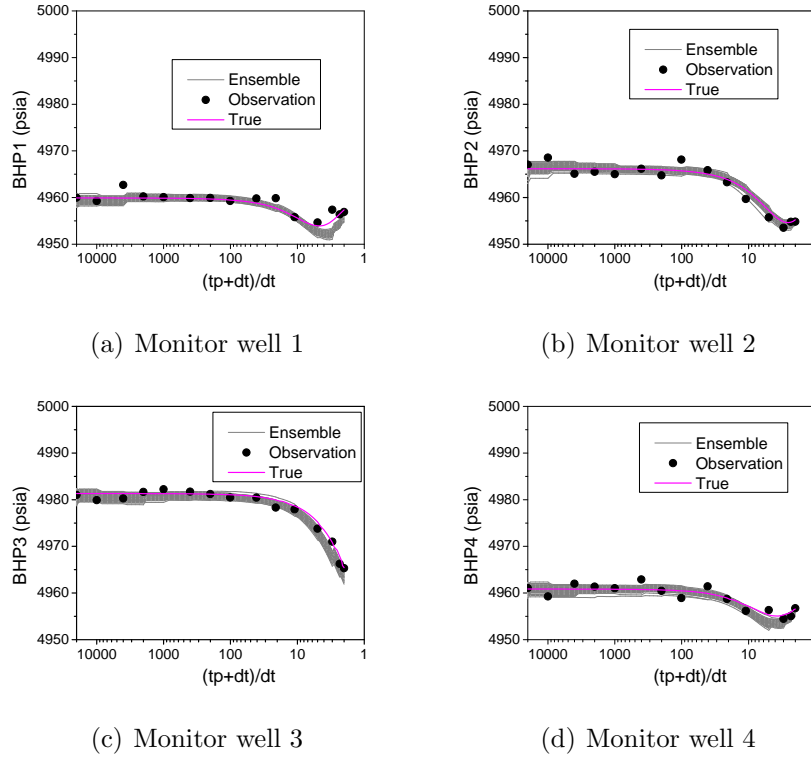 5000
4990
4980
4970
4960
4950
BHP1 (psia)
Ensemble
Observation
True
10000 1000 100 10 1
(tp+dt)/dt
(a) Monitor well 1
5000
4990
4980
4970
4960
4950
BHP2 (psia)
Ensemble
Observation
True
10000 1000 100 10
(tp+dt)/dt
(b) Monitor well 2
5000
4990
4980
4970
4960
4950
BHP3 (psia)
Ensemble
Observation
True
10000 1000 100 10 1
(tp+dt)/dt
(c) Monitor well 3
5000
4990
4980
4970
4960
4950
BHP4 (psia)
Ensemble
Observation
True
10000 1000 100 10
(tp+dt)/dt
(d) Monitor well 4